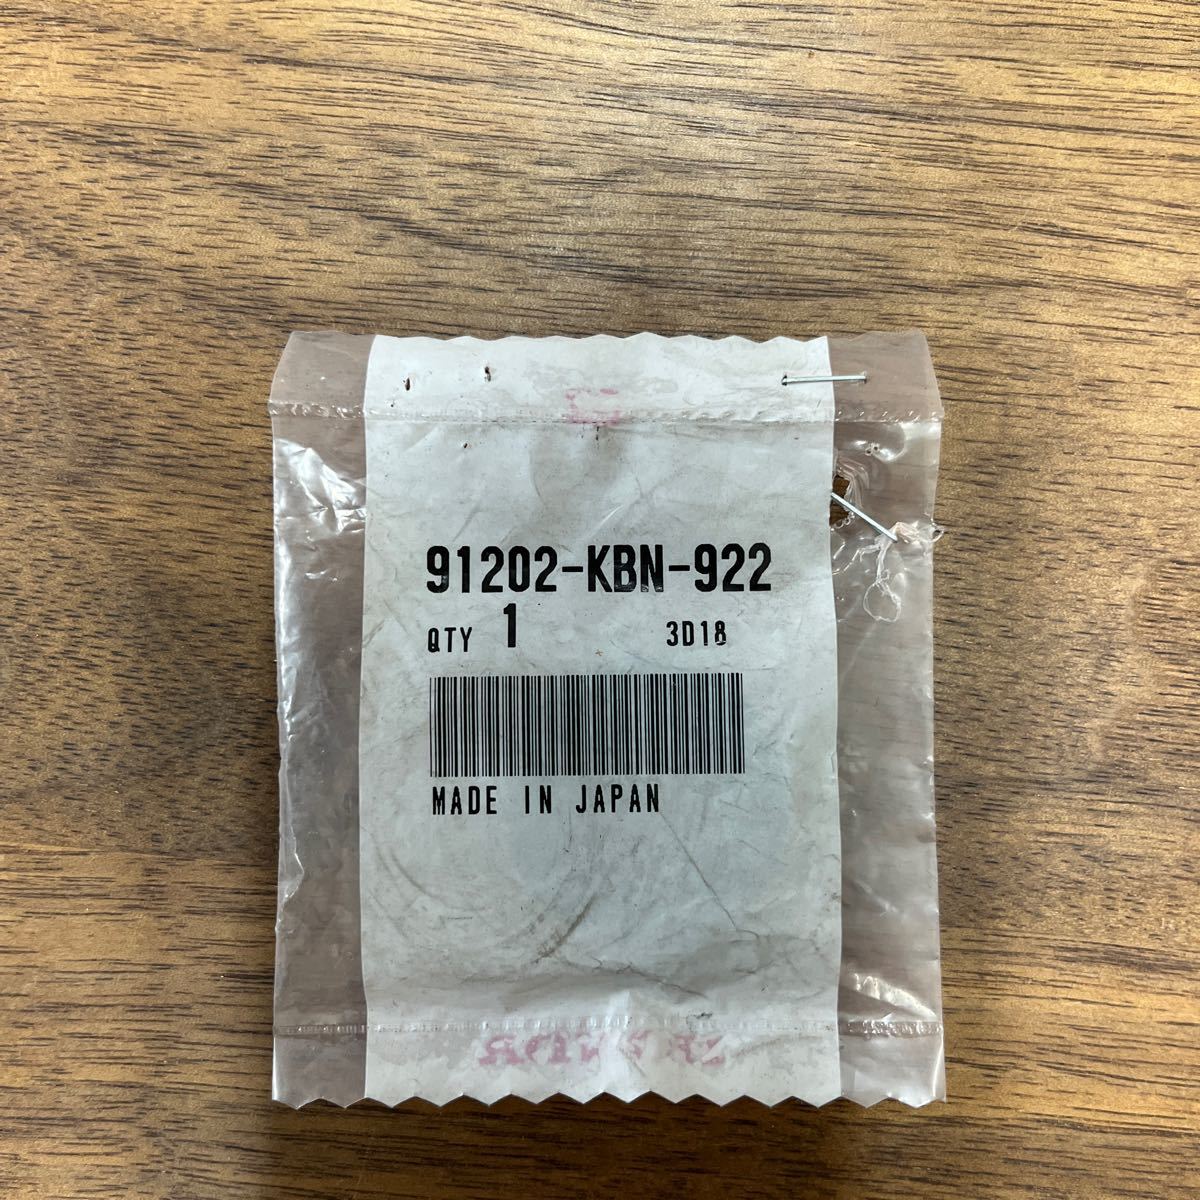 91202-KBN-922
QTY 1 3D18
MADE IN JAPAN